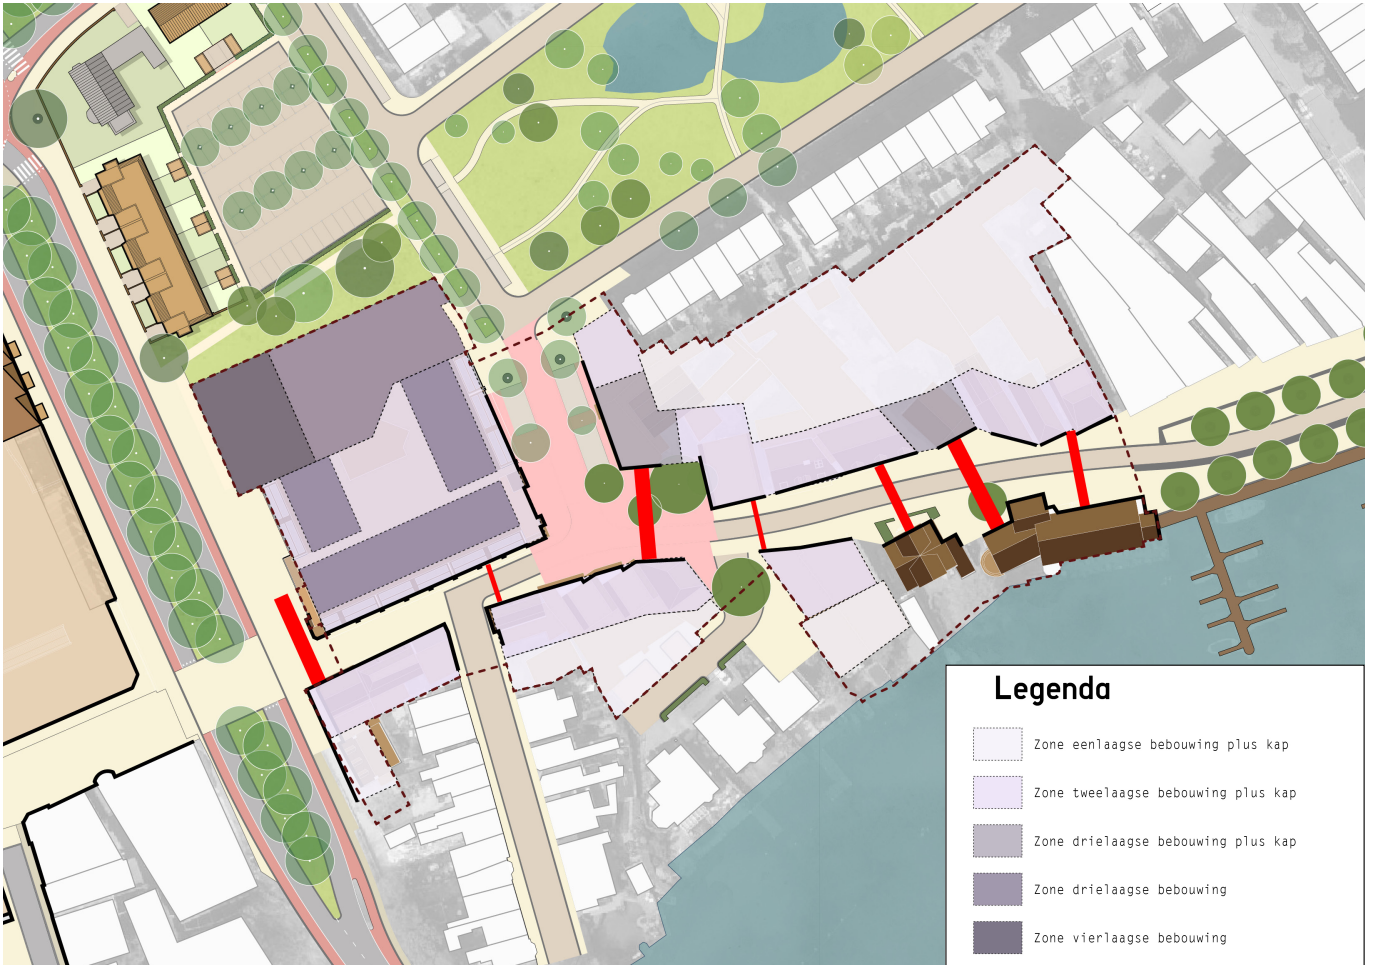 Legenda
Zone eenlaagse bebouwing plus kap
Zone tweelaagse bebouwing plus kap
Zone drielaagse bebouwing plus kap
Zone drielaagse bebouwing
Zone vierlaagse bebouwing